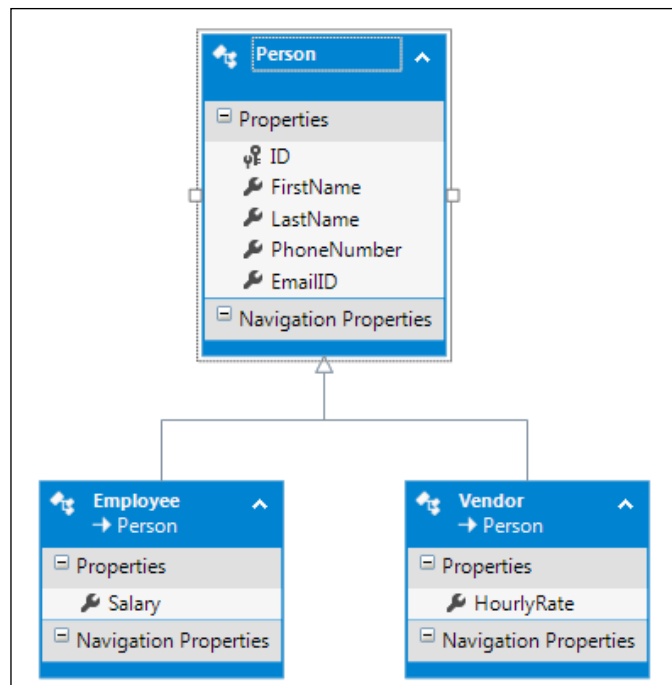 Person
Properties
ID
FirstName
LastName
PhoneNumber
EmailID
Navigation Properties
Employee
→ Person
Properties
Salary
Navigation Properties
Vendor
→ Person
Properties
HourlyRate
Navigation Properties